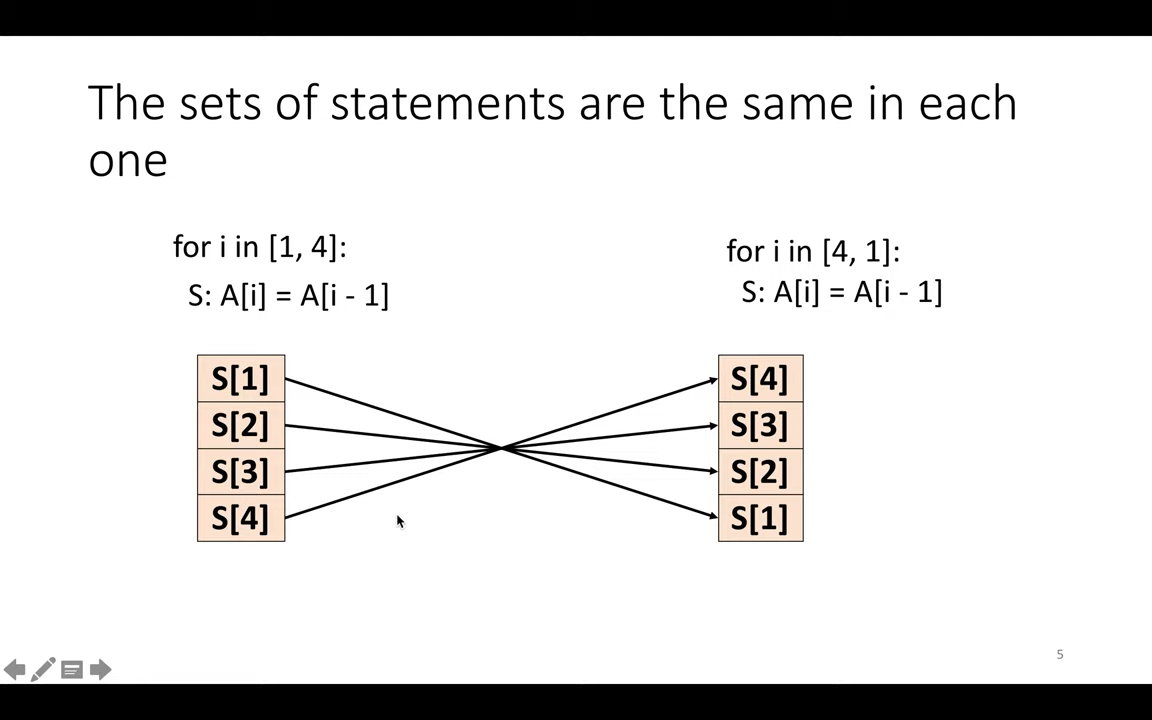 The sets of statements are the same in each
one
for i in [1, 4]:
S: A[i] = A[i - 1]
for i in [4, 1]:
S: A[i] = A[i - 1]
S[1]
S[2]
S[3]
S[4]
S[4]
S[3]
S[2]
S[1]
5